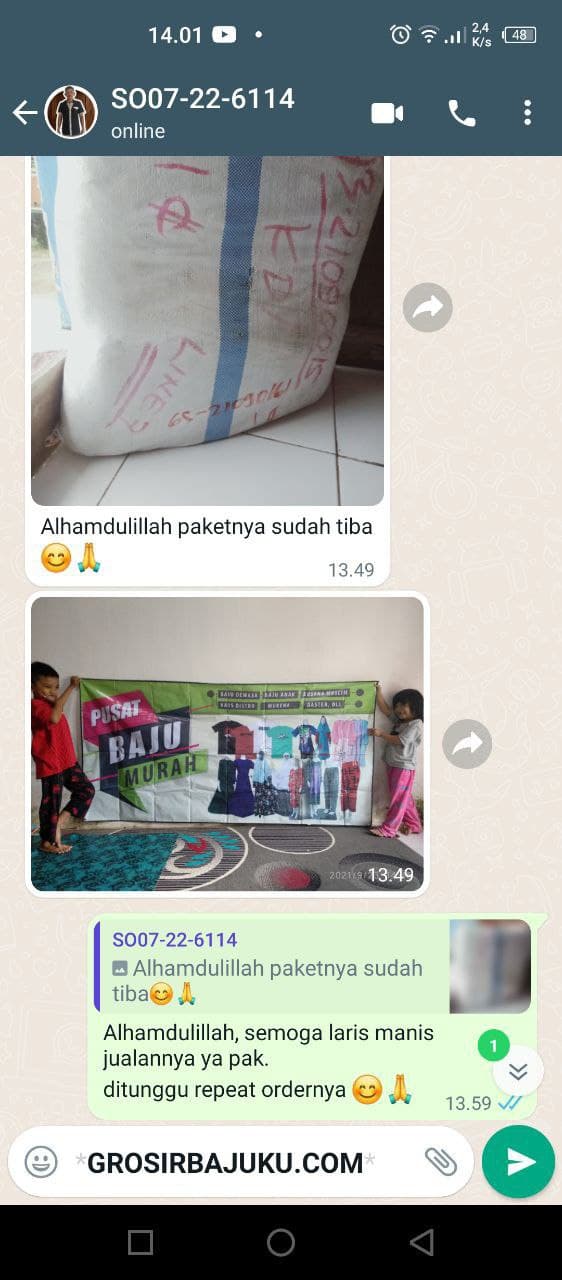 14.01
2,4
K/s
48
SO07-22-6114
online
KDI
LINE
Alhamdulillah paketnya sudah tiba
😊🙏
13.49
BAJU DEWASA BAJU ANAK BUSANA MUSLIM
KAOS DISTRO MUKENA DASTER, DLL
PUSAT
BAJU
MURAH
13.49
SO07-22-6114
Alhamdulillah paketnya sudah
tiba😊🙏
Alhamdulillah, semoga laris manis
jualannya ya pak.
ditunggu repeat ordernya 😊🙏
1
13.59
*GROSIRBAJUKU.COM*